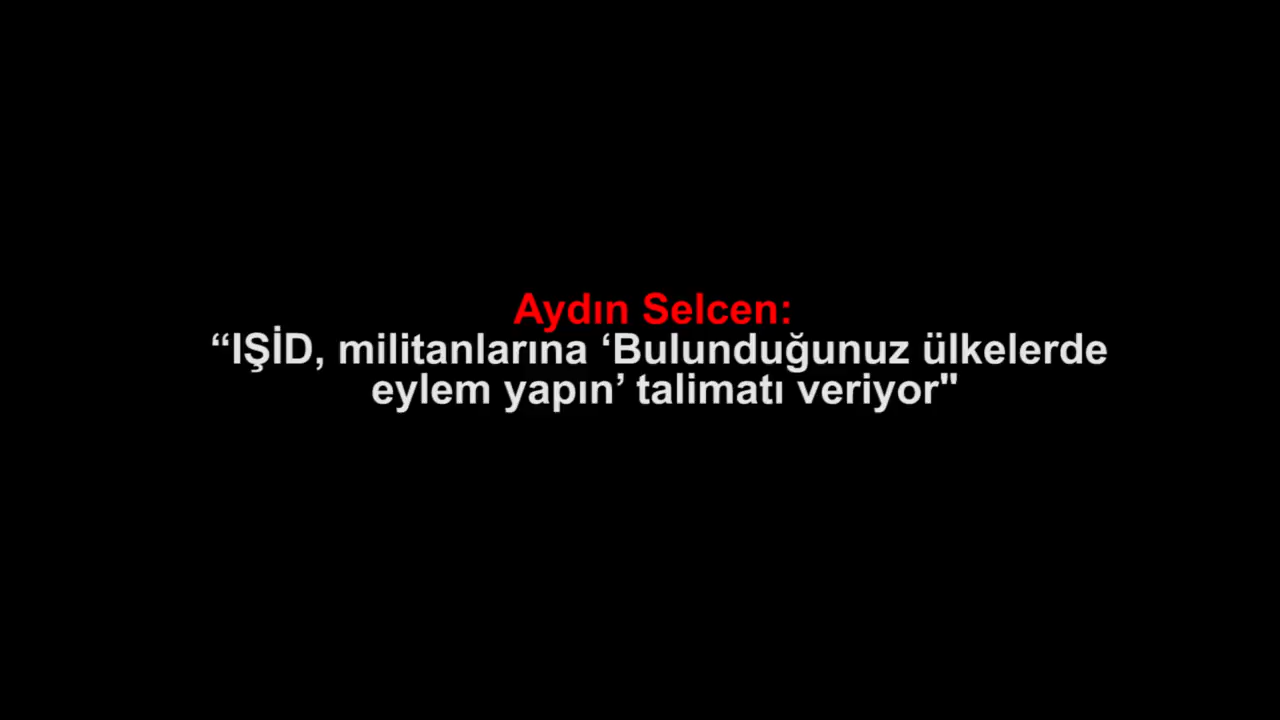 Aydın Selcen:
“IŞİD, militanlarına ‘Bulunduğunuz ülkelerde
eylem yapın’ talimatı veriyor"